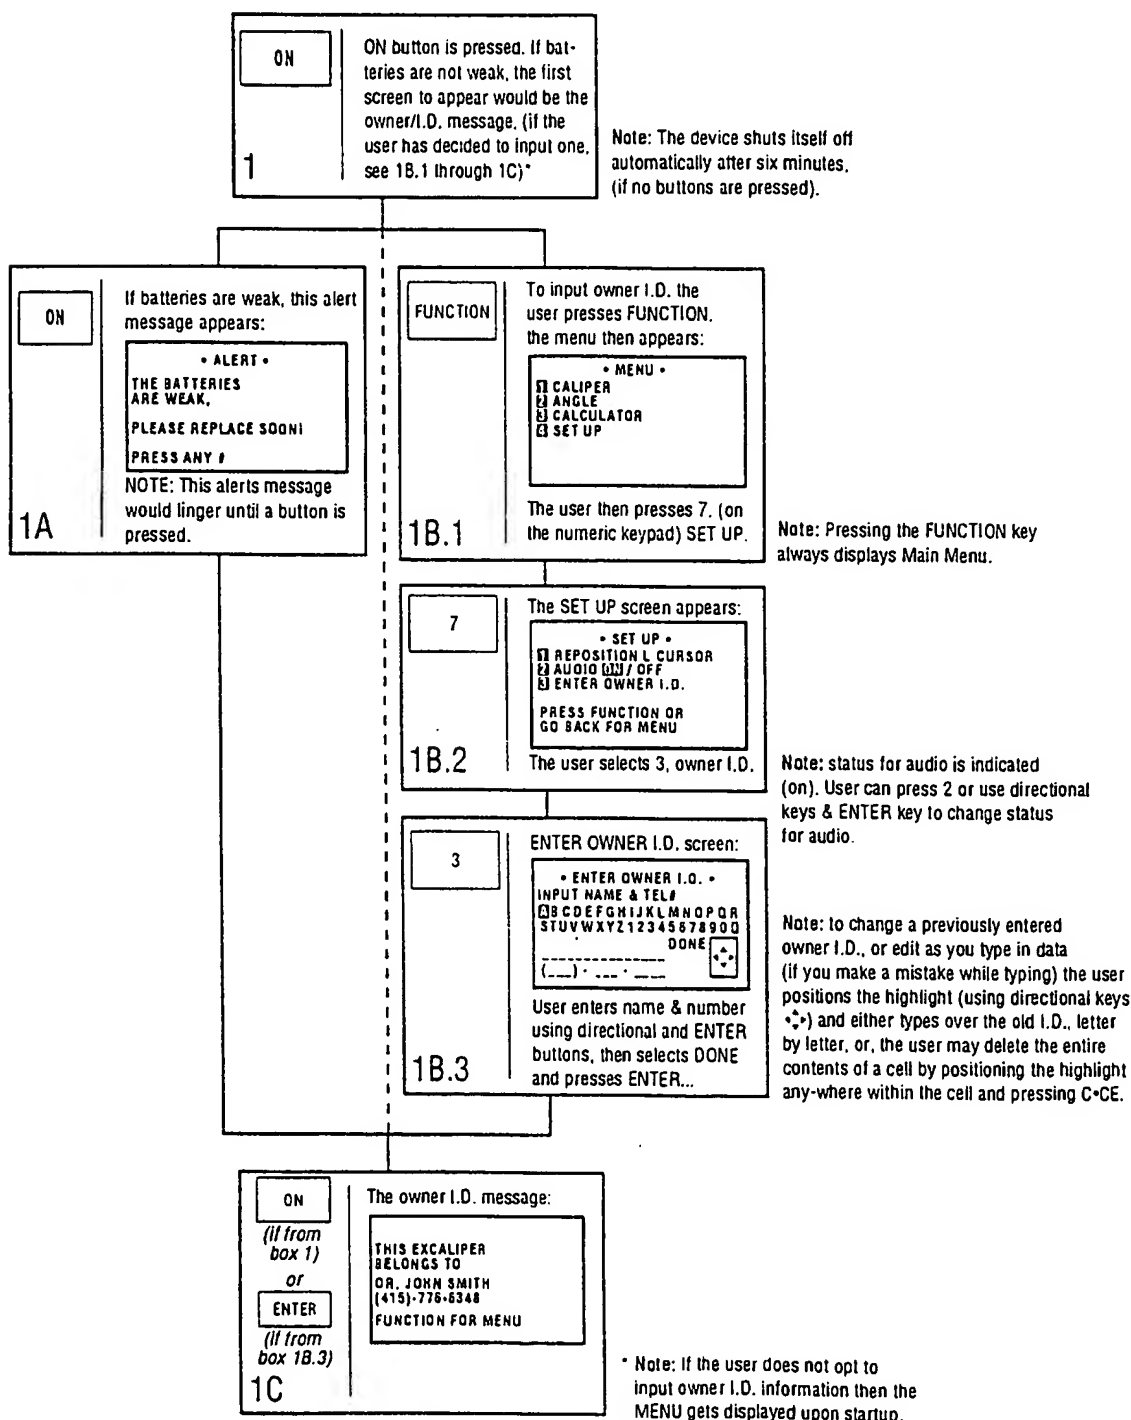 ON
ON button is pressed. If bat-
teries are not weak, the first
screen to appear would be the
owner/I.D. message, (if the
user has decided to input one,
see 1B.1 through 1C)*
1
Note: The device shuts itself off
automatically after six minutes,
(if no buttons are pressed).
ON
If batteries are weak, this alert
message appears:
• ALERT •
THE BATTERIES
ARE WEAK,
PLEASE REPLACE SOON!
PRESS ANY #
NOTE: This alerts message
would linger until a button is
pressed.
1A
FUNCTION
To input owner I.D. the
user presses FUNCTION.
the menu then appears:
• MENU •
1 CALIPER
2 ANGLE
3 CALCULATOR
4 SET UP
The user then presses 7, (on
the numeric keypad) SET UP.
1B.1
Note: Pressing the FUNCTION key
always displays Main Menu.
7
The SET UP screen appears:
• SET UP •
1 REPOSITION L CURSOR
2 AUDIO ON / OFF
3 ENTER OWNER I.D.
PRESS FUNCTION OR
GO BACK FOR MENU
The user selects 3, owner I.D.
1B.2
Note: status for audio is indicated
(on). User can press 2 or use directional
keys & ENTER key to change status
for audio.
3
ENTER OWNER I.D. screen:
• ENTER OWNER I.D. •
INPUT NAME & TEL#
ABCDEFGHIJKLMNOPQR
STUVWXYZ1234567890
DONE
(___)• ___ • ____
User enters name & number
using directional and ENTER
buttons, then selects DONE
and presses ENTER...
1B.3
Note: to change a previously entered
owner I.D., or edit as you type in data
(if you make a mistake while typing) the user
positions the highlight (using directional keys
) and either types over the old I.D., letter
by letter, or, the user may delete the entire
contents of a cell by positioning the highlight
any-where within the cell and pressing C•CE.
ON
(if from
box 1)
or
ENTER
(if from
box 1B.3)
1C
The owner I.D. message:
THIS EXCALIPER
BELONGS TO
DR. JOHN SMITH
(415)•776•6348
FUNCTION FOR MENU
* Note: If the user does not opt to
input owner I.D. information then the
MENU gets displayed upon startup.